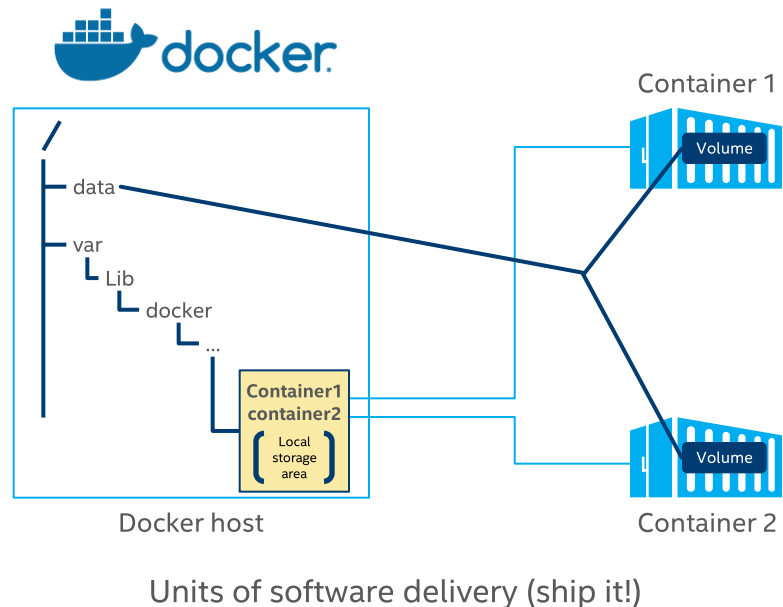 docker.
Container 1
/
Volume
L
data
var
Lib
docker
...
Container1
container2
Local
storage
area
L
Volume
Docker host
Container 2
Units of software delivery (ship it!)